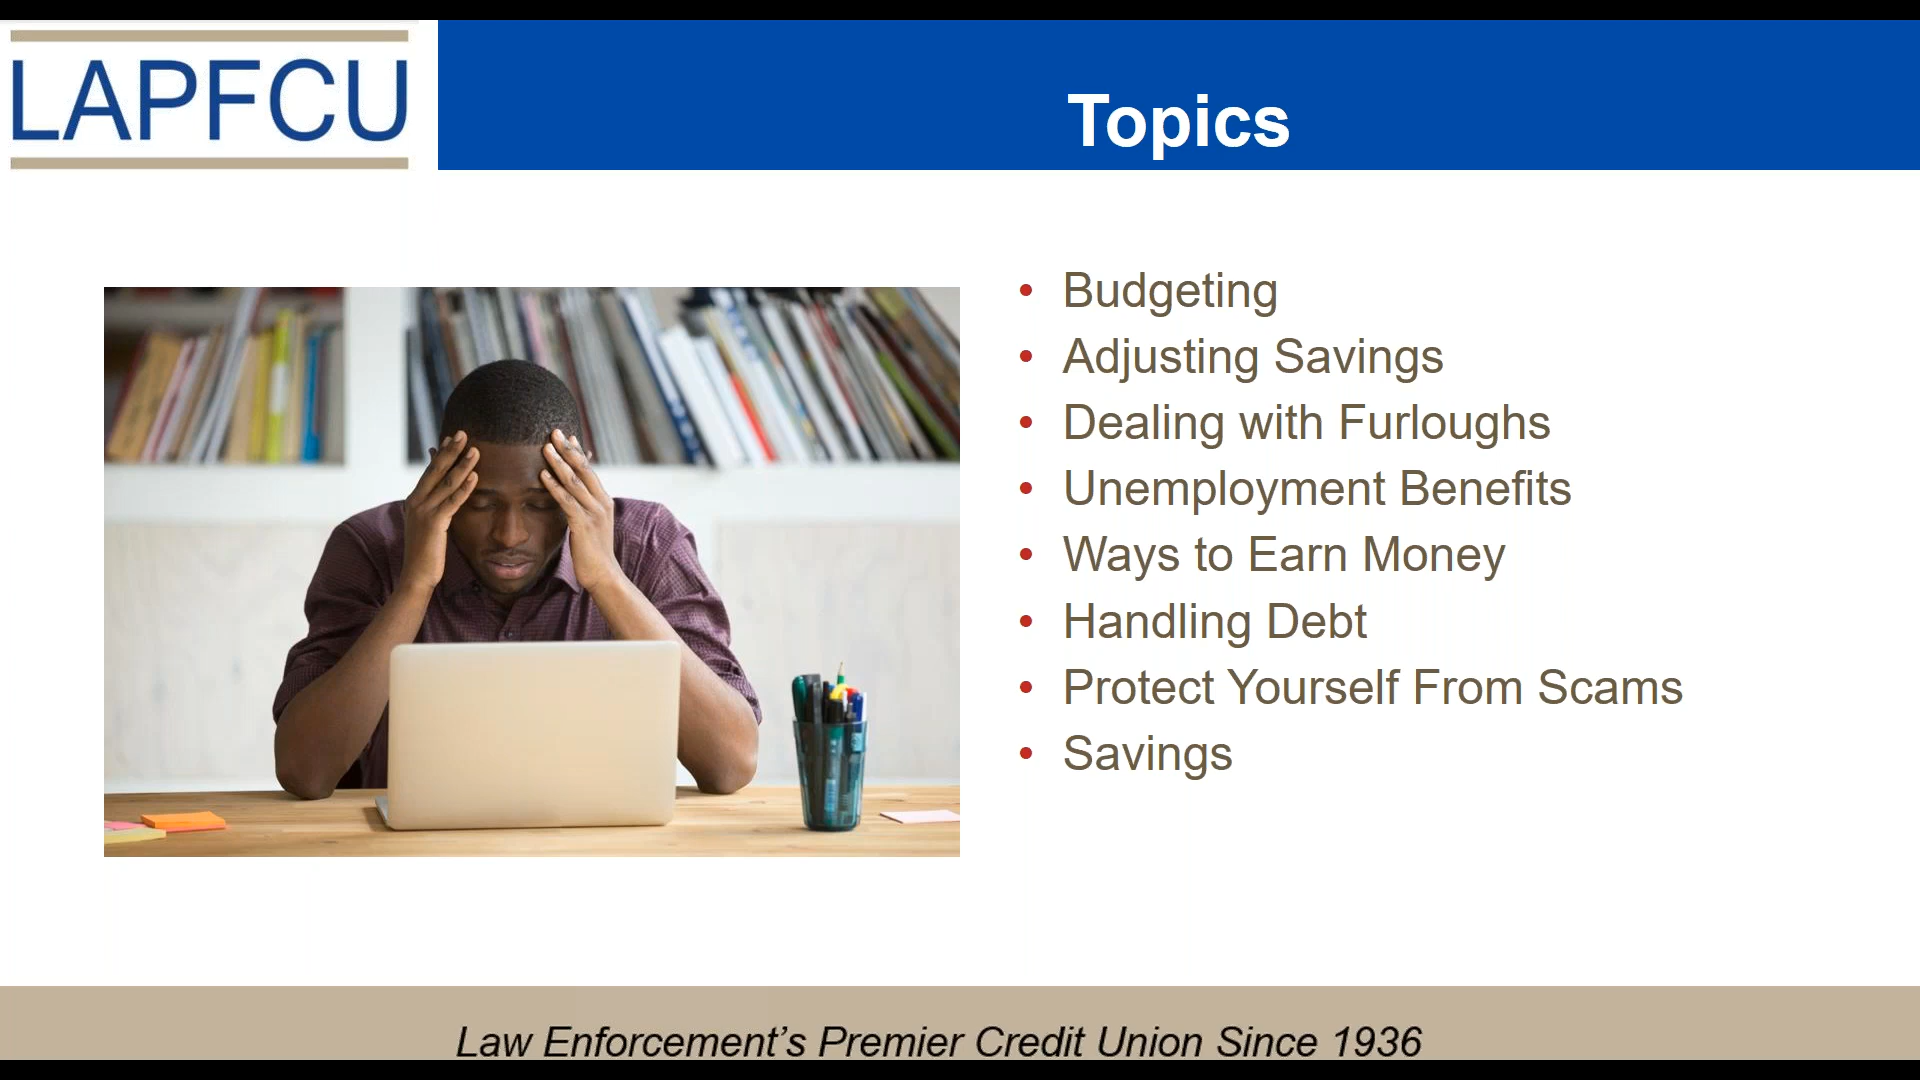 LAPFCU
Topics
• Budgeting
• Adjusting Savings
• Dealing with Furloughs
• Unemployment Benefits
• Ways to Earn Money
• Handling Debt
• Protect Yourself From Scams
• Savings
Law Enforcement’s Premier Credit Union Since 1936